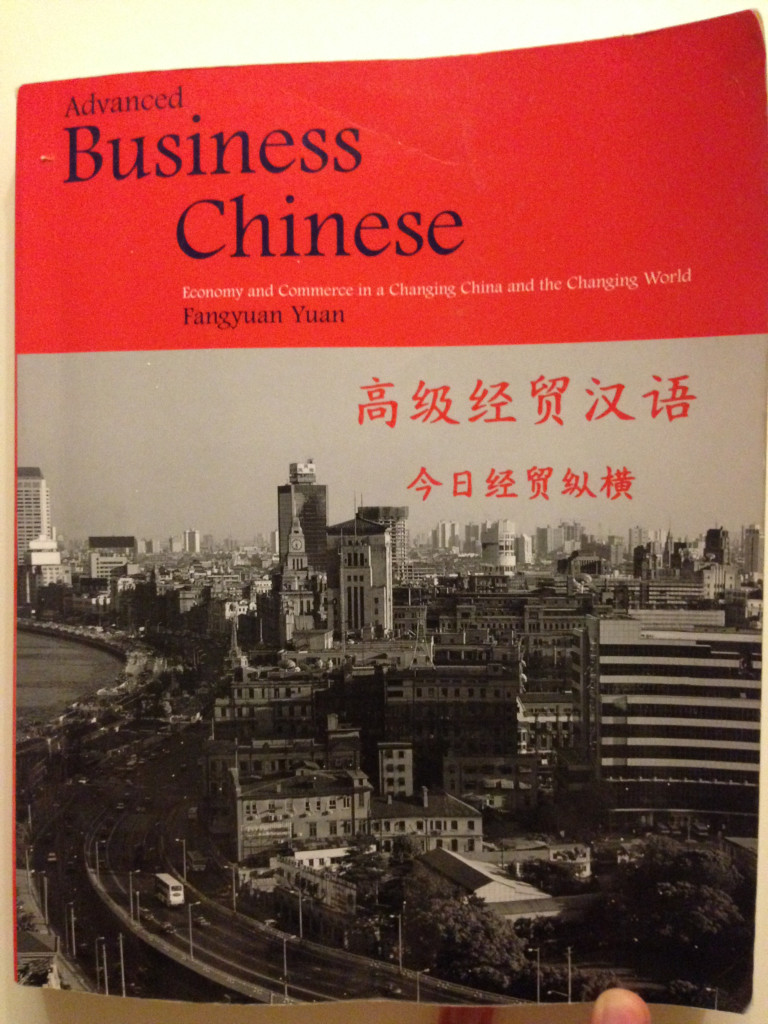 Advanced
Business
Chinese
Economy and Commerce in a Changing China and the Changing World
Fangyuan Yuan
高级经贸汉语
今日经贸纵横